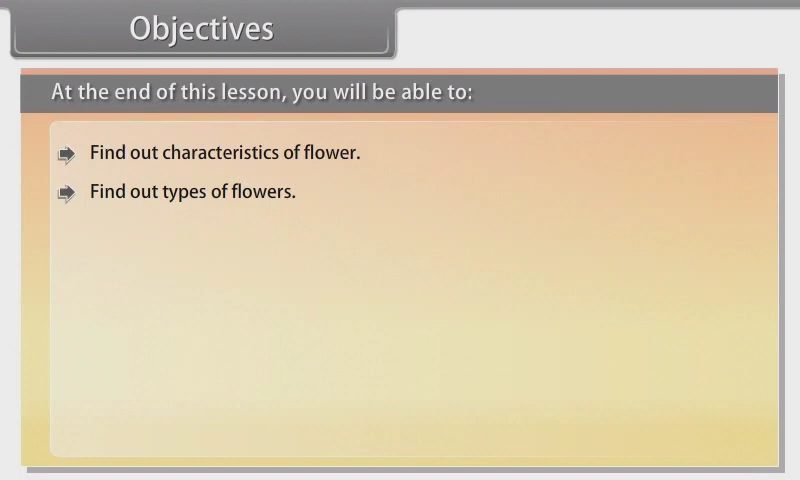 Objectives
At the end of this lesson, you will be able to:
Find out characteristics of flower.
Find out types of flowers.